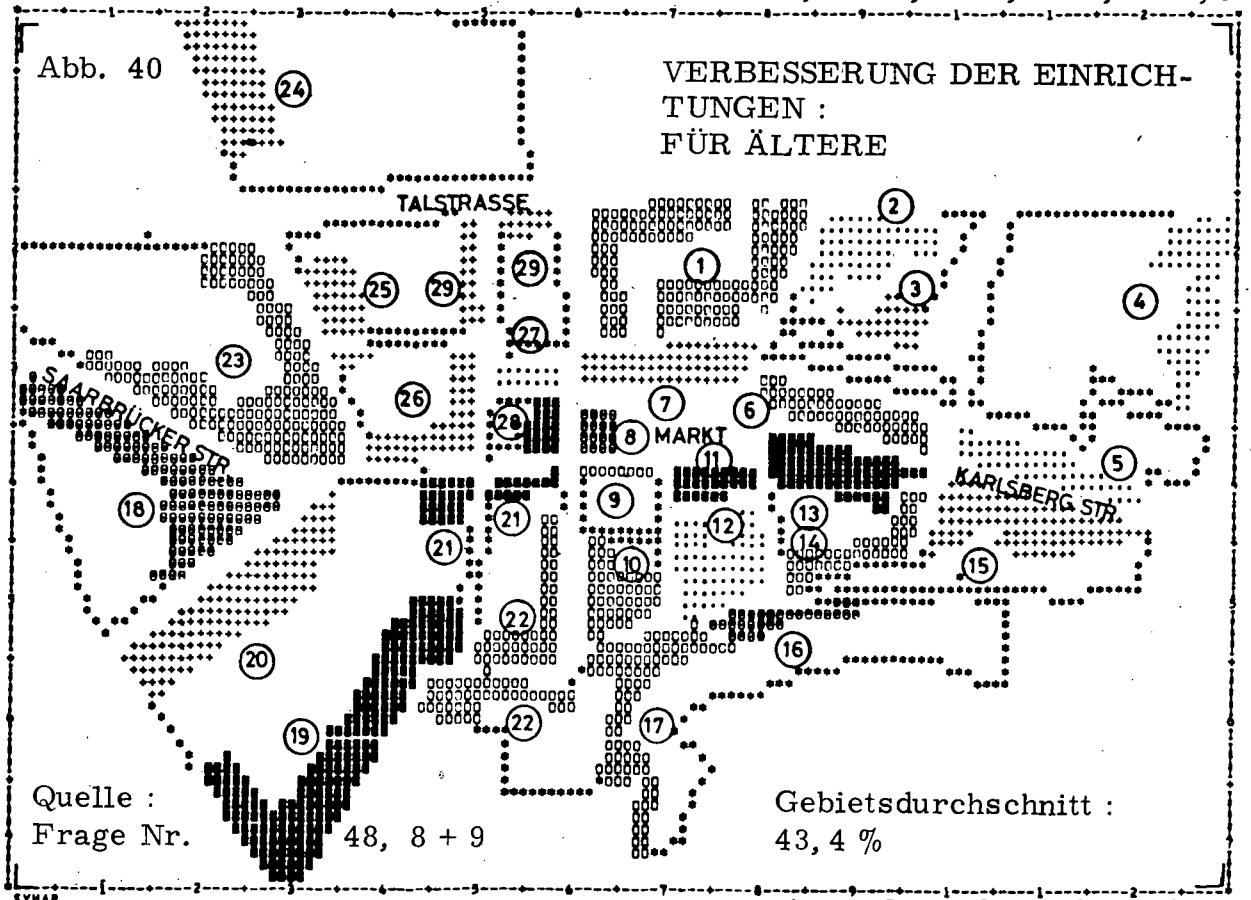 Abb. 40
VERBESSERUNG DER EINRICH-
TUNGEN :
FÜR ÄLTERE
24
TALSTRASSE
2
1
29
25
29
3
4
27
23
SAARBRÜCKER STR.
26
28
7
6
8
MARKT
11
5
KARLSBERG STR.
18
21
9
12
13
14
21
10
15
22
20
16
19
22
17
Quelle :
Frage Nr. 48, 8 + 9
Gebietsdurchschnitt :
43,4 %
SYMAP